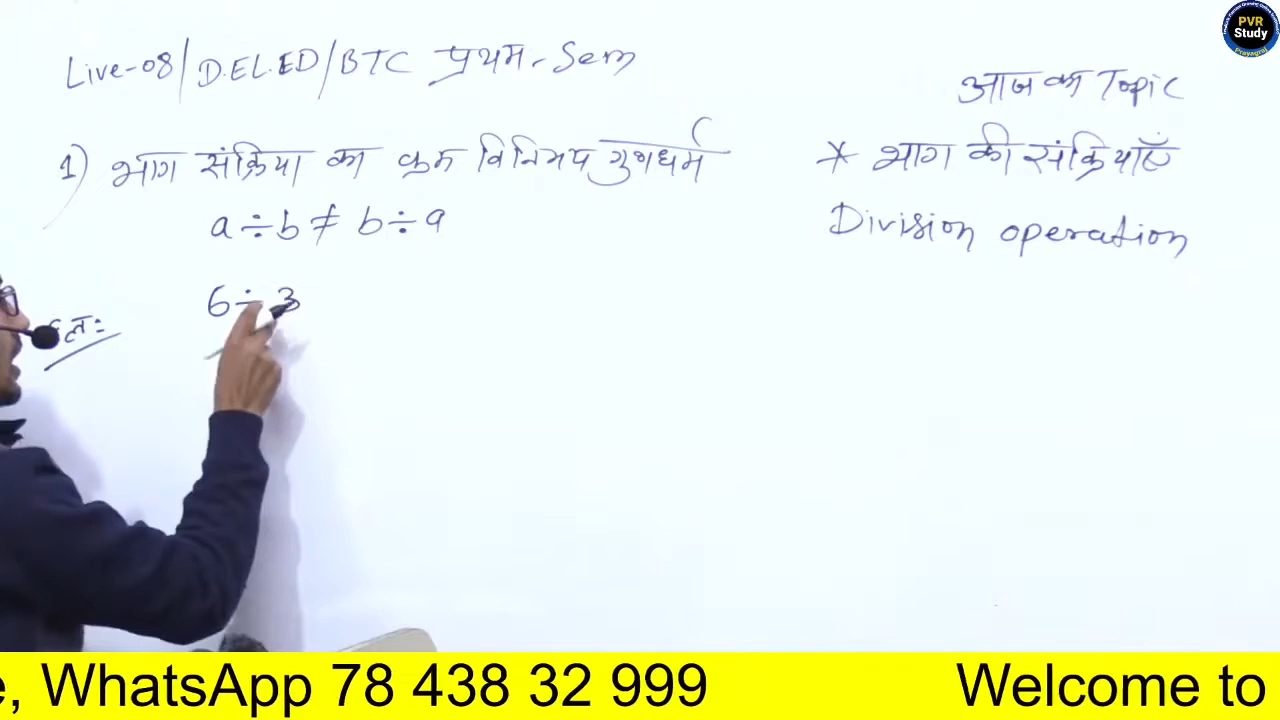 Live-08/D.EL.ED/BTC प्रथम - Sem
आज का Topic
1) भाग संक्रिया का क्रम विनिमय गुणधर्म
* भाग की संक्रियाएँ
a ÷ b ≠ b ÷ a
Division operation
6 ÷ 3
PVR
Study
Prayagraj
, WhatsApp 78 438 32 999
Welcome to